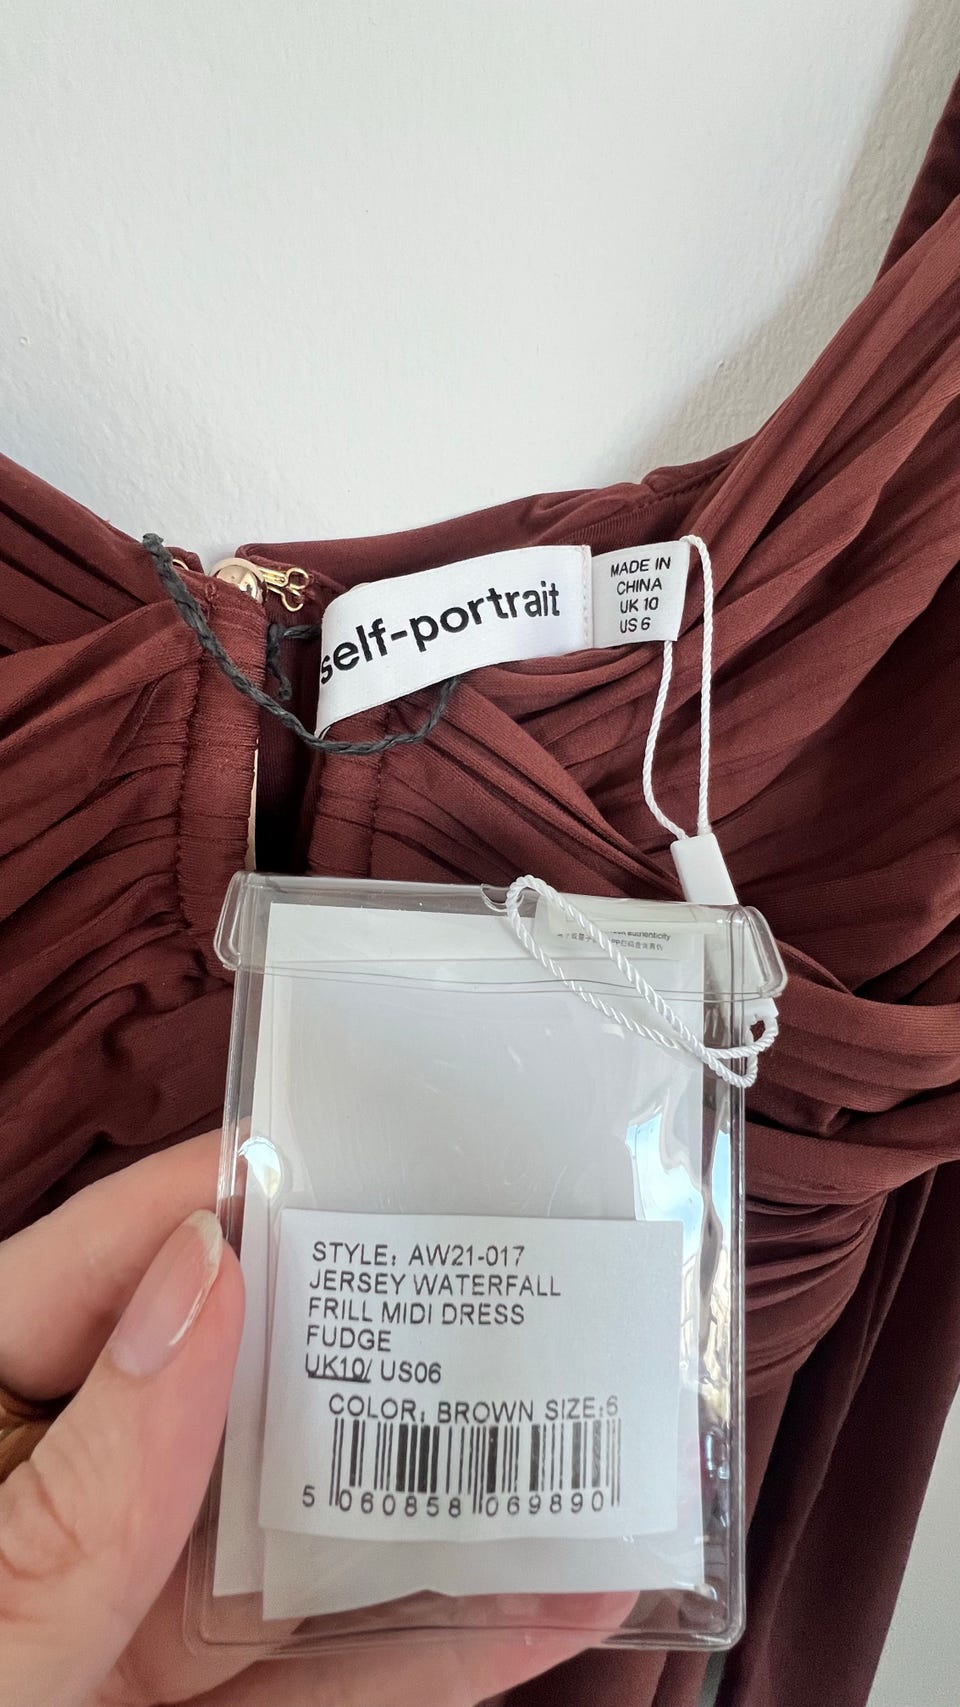 self-portrait
MADE IN
CHINA
UK 10
US 6
authenticity
STYLE: AW21-017
JERSEY WATERFALL
FRILL MIDI DRESS
FUDGE
UK10/ US06
COLOR: BROWN SIZE:6
5 060858 069890